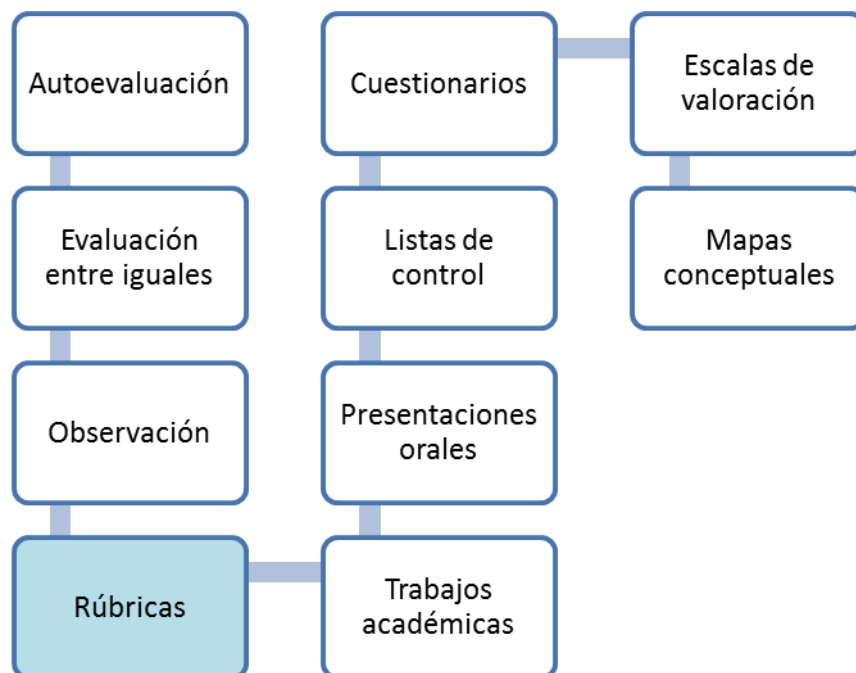 Autoevaluación
Evaluación
entre iguales
Observación
Rúbricas
Trabajos
académicas
Presentaciones
orales
Listas de
control
Cuestionarios
Escalas de
valoración
Mapas
conceptuales